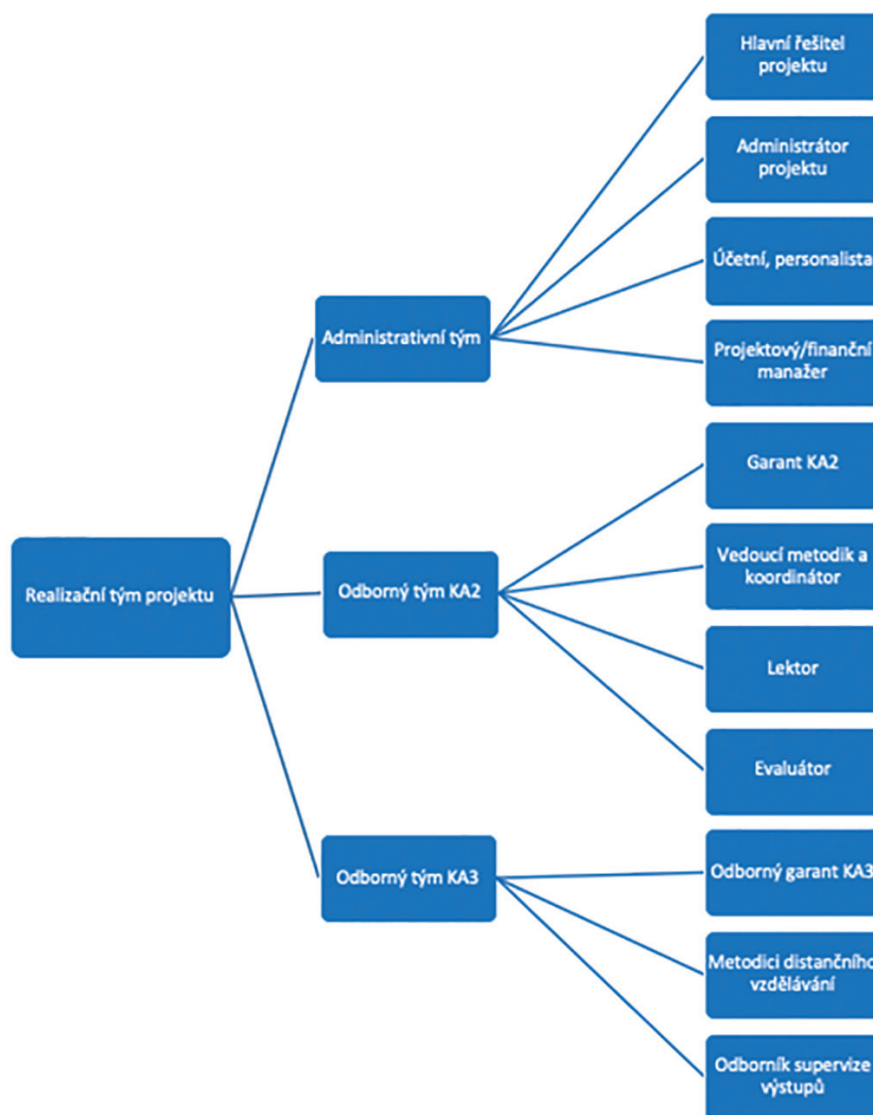 Hlavní řešitel
projektu
Administrátor
projektu
Účetní, personalista
Administrativní tým
Projektový/finanční
manažer
Garant KA2
Vedoucí metodik a
koordinátor
Realizační tým projektu
Odborný tým KA2
Lektor
Evaluátor
Odborný tým KA3
Odborný garant KA3
Metodici distančního
vzdělávání
Odborník supervize
výstupů